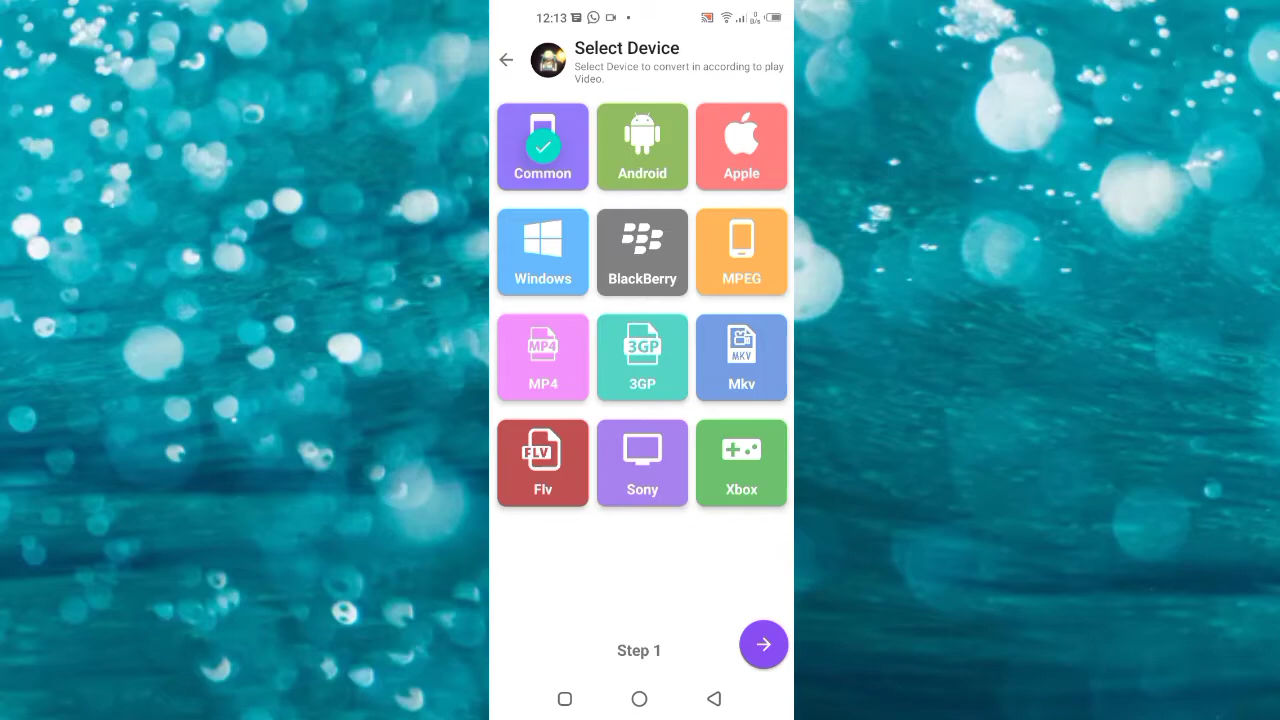 12:13
0
B/s
Select Device
Select Device to convert in according to play
Video.
Common
Android
Apple
Windows
BlackBerry
MPEG
MP4
3GP
MKV
MP4
3GP
Mkv
FLV
Flv
Sony
Xbox
Step 1